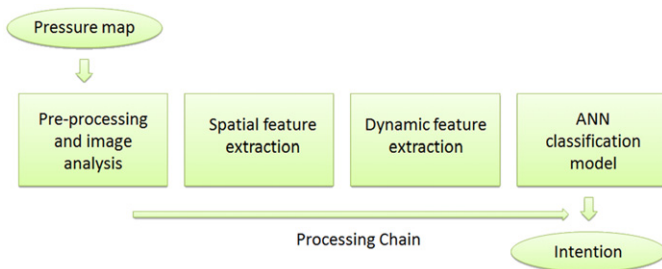 Pressure map
Pre-processing
and image
analysis
Spatial feature
extraction
Dynamic feature
extraction
ANN
classification
model
Processing Chain
Intention